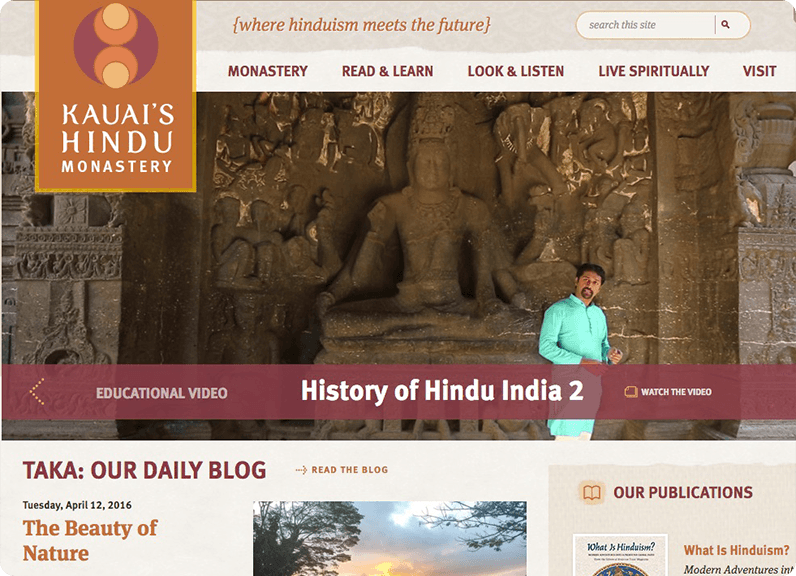 {where hinduism meets the future}
search this site
KAUAI'S
HINDU
MONASTERY
MONASTERY READ & LEARN LOOK & LISTEN LIVE SPIRITUALLY VISIT
EDUCATIONAL VIDEO History of Hindu India 2 WATCH THE VIDEO
TAKA: OUR DAILY BLOG READ THE BLOG
Tuesday, April 12, 2016
The Beauty of
Nature
OUR PUBLICATIONS
What Is Hinduism?
What Is Hinduism?
Modern Adventures